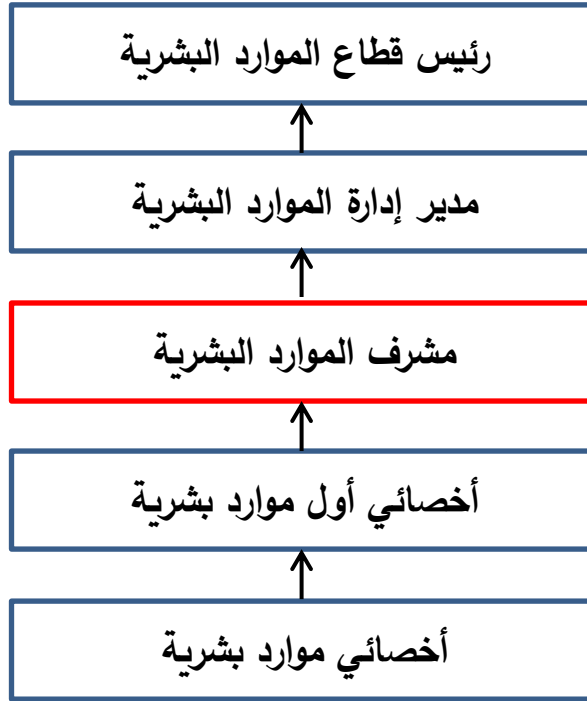 رئيس قطاع الموارد البشرية
مدير إدارة الموارد البشرية
مشرف الموارد البشرية
أخصائي أول موارد بشرية
أخصائي موارد بشرية